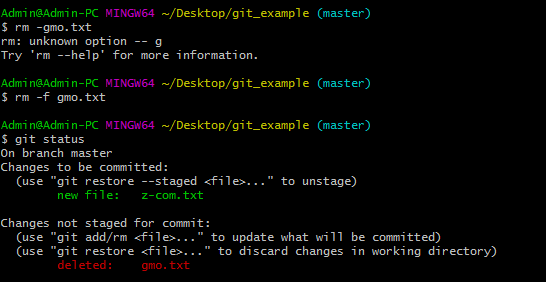 Admin@Admin-PC MINGW64 ~/Desktop/git_example (master)
$ rm -gmo.txt
rm: unknown option -- g
Try 'rm --help' for more information.
Admin@Admin-PC MINGW64 ~/Desktop/git_example (master)
$ rm -f gmo.txt
Admin@Admin-PC MINGW64 ~/Desktop/git_example (master)
$ git status
On branch master
Changes to be committed:
  (use "git restore --staged <file>..." to unstage)
        new file:   z-com.txt
Changes not staged for commit:
  (use "git add/rm <file>..." to update what will be committed)
  (use "git restore <file>..." to discard changes in working directory)
        deleted:    gmo.txt